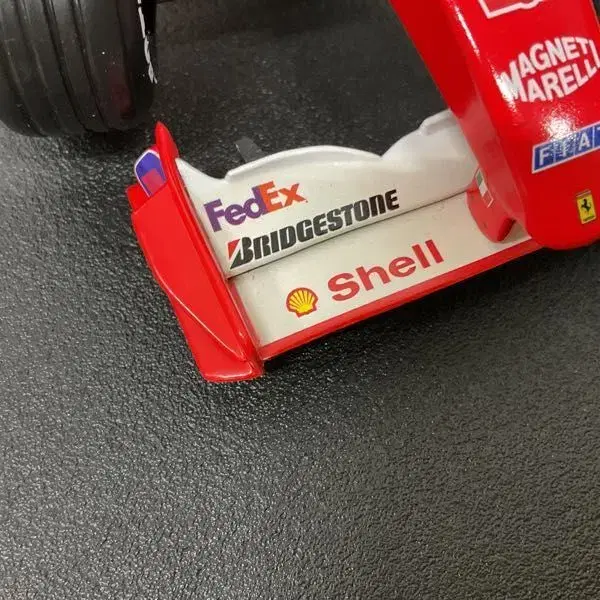 MAGNETI
MARELLI
FIAT
FedEx
BRIDGESTONE
Shell